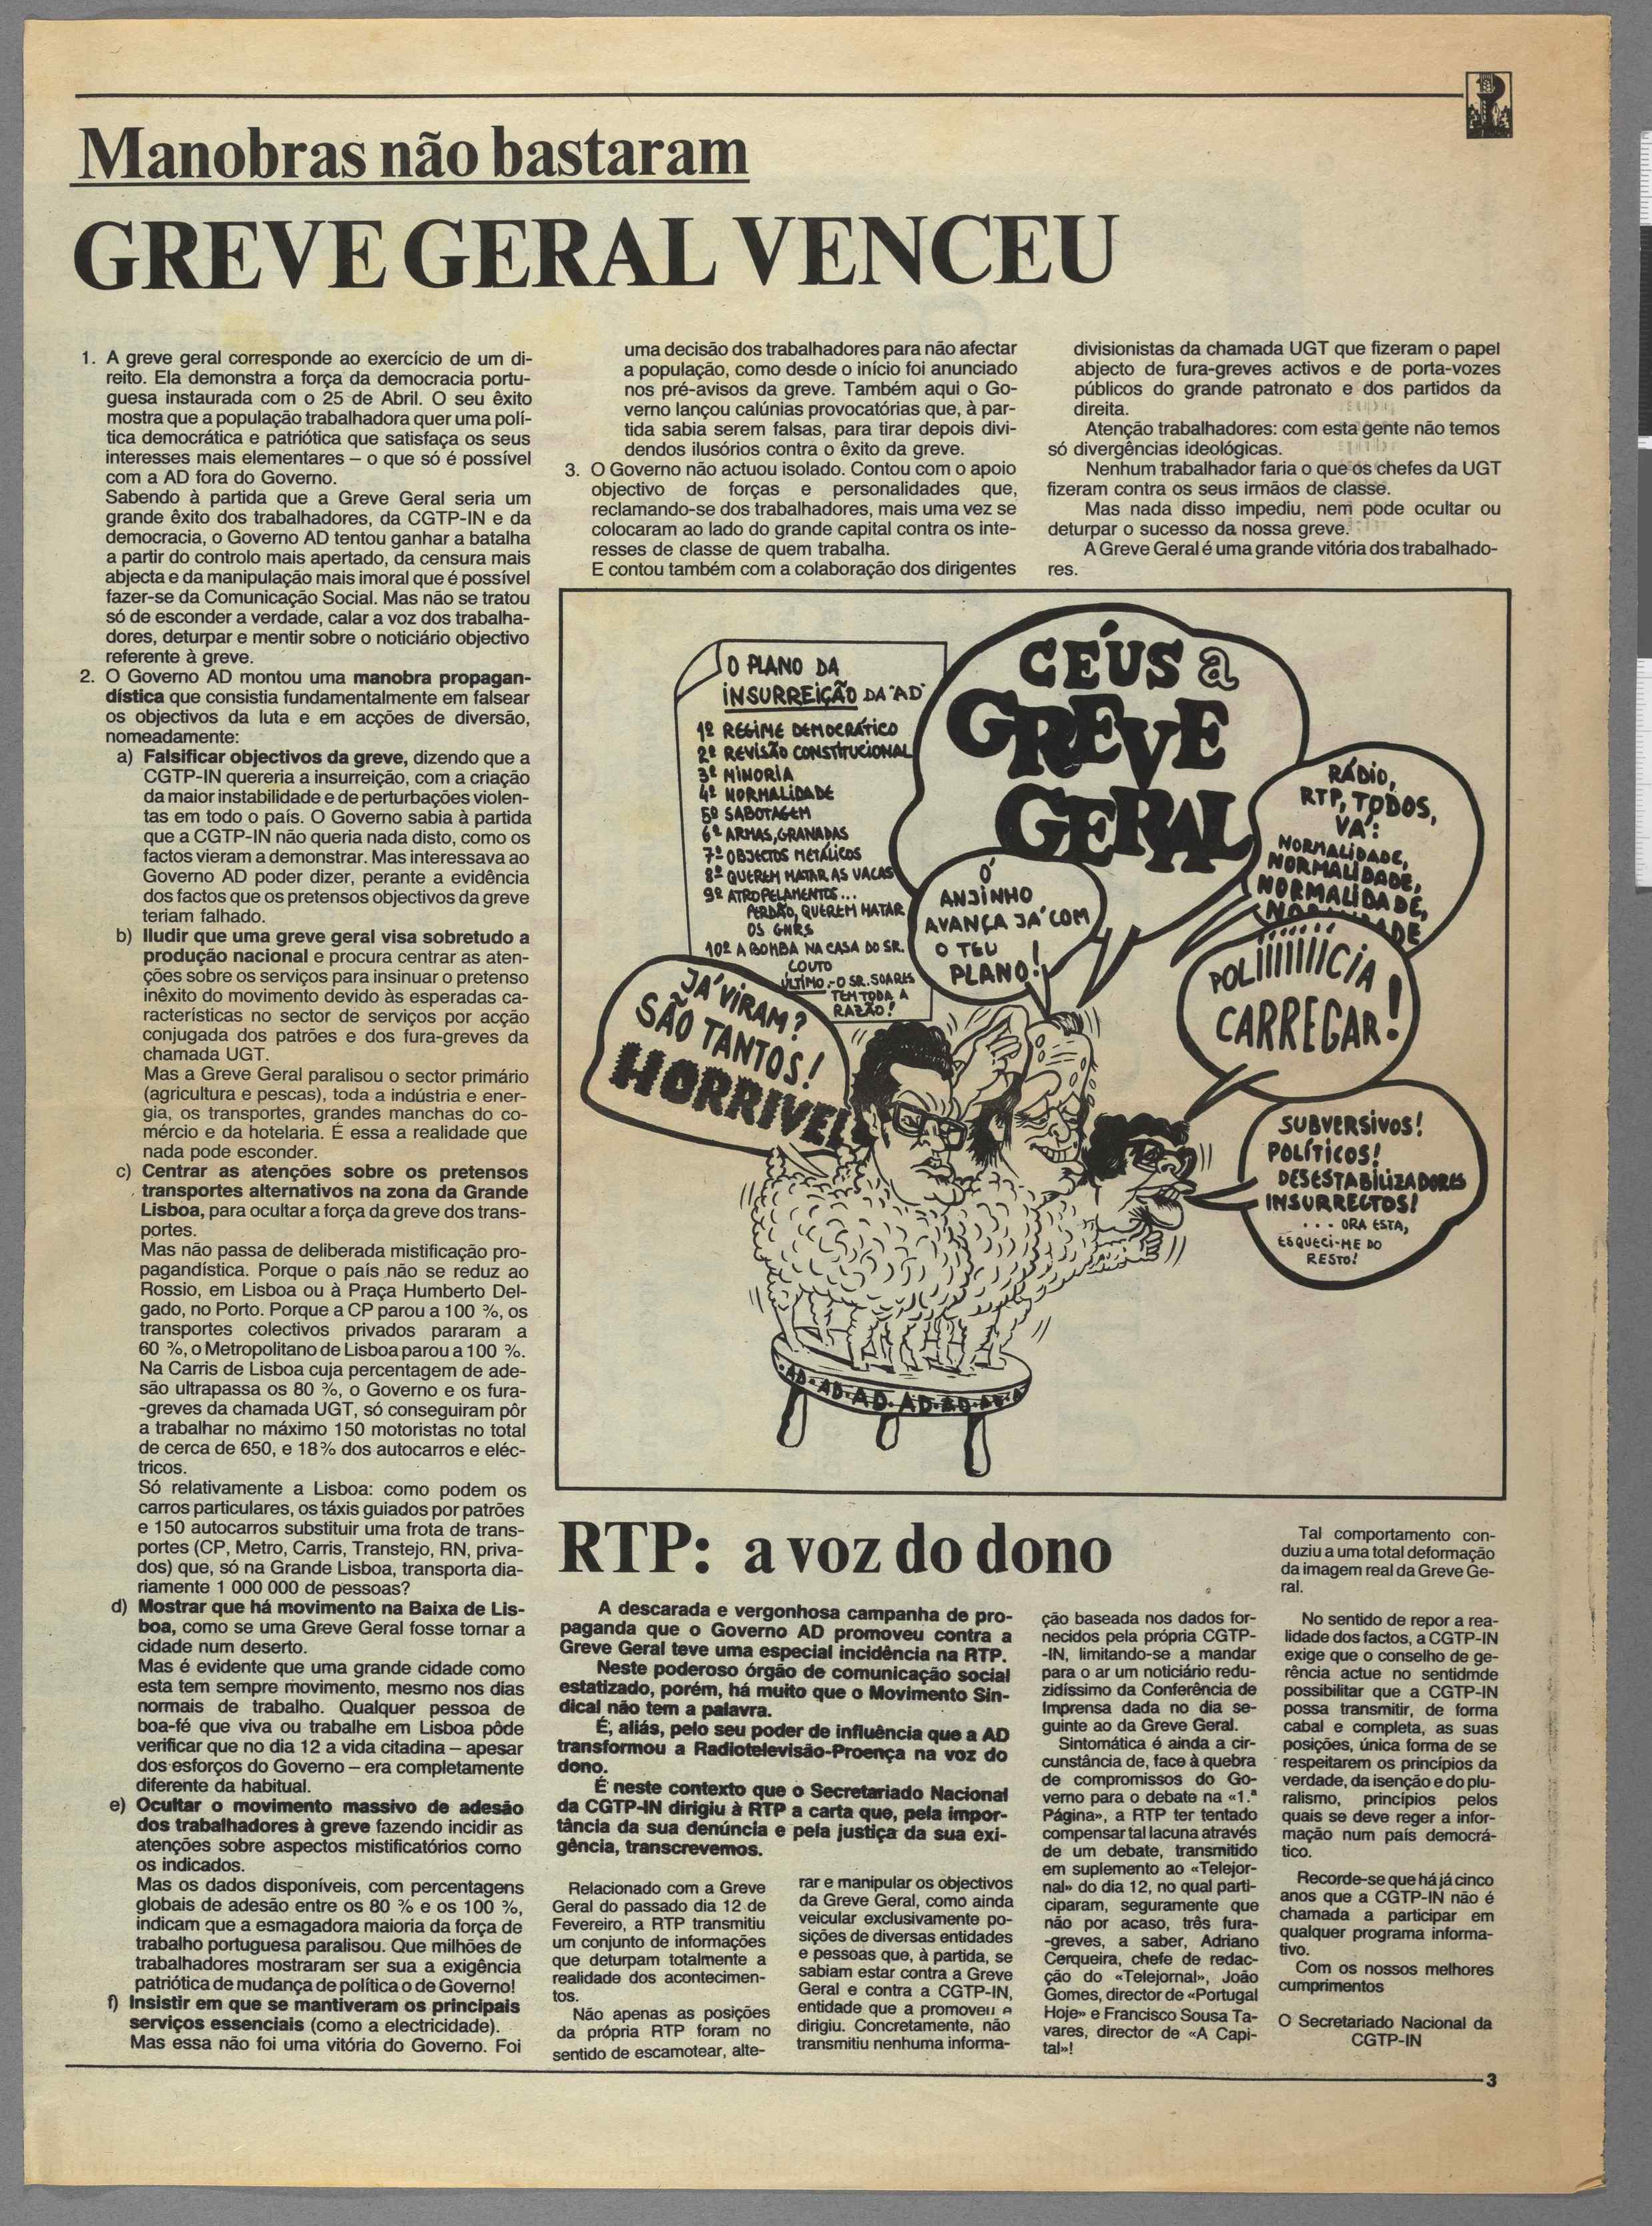 Manobras não bastaram
GREVE GERAL VENCEU
1. A greve geral corresponde ao exercício de um di-
reito. Ela demonstra a força da democracia portu-
guesa instaurada com o 25 de Abril. O seu êxito
mostra que a população trabalhadora quer uma polí-
tica democrática e patriótica que satisfaça os seus
interesses mais elementares – o que só é possível
com a AD fora do Governo.
Sabendo à partida que a Greve Geral seria um
grande êxito dos trabalhadores, da CGTP-IN e da
democracia, o Governo AD tentou ganhar a batalha
a partir do controlo mais apertado, da censura mais
abjecta e da manipulação mais imoral que é possível
fazer-se da Comunicação Social. Mas não se tratou
só de esconder a verdade, calar a voz dos trabalha-
dores, deturpar e mentir sobre o noticiário objectivo
referente à greve.
2. O Governo AD montou uma manobra propagan-
dística que consistia fundamentalmente em falsear
os objectivos da luta e em acções de diversão,
nomeadamente:
a) Falsificar objectivos da greve, dizendo que a
CGTP-IN quereria a insurreição, com a criação
da maior instabilidade e de perturbações violen-
tas em todo o país. O Governo sabia à partida
que a CGTP-IN não queria nada disto, como os
factos vieram a demonstrar. Mas interessava ao
Governo AD poder dizer, perante a evidência
dos factos que os pretensos objectivos da greve
teriam falhado.
b) Iludir que uma greve geral visa sobretudo a
produção nacional e procura centrar as aten-
ções sobre os serviços para insinuar o pretenso
inêxito do movimento devido às esperadas ca-
racterísticas no sector de serviços por acção
conjugada dos patrões e dos fura-greves da
chamada UGT.
Mas a Greve Geral paralisou o sector primário
(agricultura e pescas), toda a indústria e ener-
gia, os transportes, grandes manchas do co-
mércio e da hotelaria. É essa a realidade que
nada pode esconder.
c) Centrar as atenções sobre os pretensos
transportes alternativos na zona da Grande
Lisboa, para ocultar a força da greve dos trans-
portes.
Mas não passa de deliberada mistificação pro-
pagandística. Porque o país não se reduz ao
Rossio, em Lisboa ou à Praça Humberto Del-
gado, no Porto. Porque a CP parou a 100 %, os
transportes colectivos privados pararam a
60 %, o Metropolitano de Lisboa parou a 100 %.
Na Carris de Lisboa cuja percentagem de ade-
são ultrapassa os 80 %, o Governo e os fura-
-greves da chamada UGT, só conseguiram pôr
a trabalhar no máximo 150 motoristas no total
de cerca de 650, e 18% dos autocarros e eléc-
tricos.
Só relativamente a Lisboa: como podem os
carros particulares, os táxis guiados por patrões
e 150 autocarros substituir uma frota de trans-
portes (CP, Metro, Carris, Transtejo, RN, priva-
dos) que, só na Grande Lisboa, transporta dia-
riamente 1 000 000 de pessoas?
d) Mostrar que há movimento na Baixa de Lis-
boa, como se uma Greve Geral fosse tornar a
cidade num deserto.
Mas é evidente que uma grande cidade como
esta tem sempre movimento, mesmo nos dias
normais de trabalho. Qualquer pessoa de
boa-fé que viva ou trabalhe em Lisboa pôde
verificar que no dia 12 a vida citadina – apesar
dos esforços do Governo – era completamente
diferente da habitual.
e) Ocultar o movimento massivo de adesão
dos trabalhadores à greve fazendo incidir as
atenções sobre aspectos mistificatórios como
os indicados.
Mas os dados disponíveis, com percentagens
globais de adesão entre os 80 % e os 100 %,
indicam que a esmagadora maioria da força de
trabalho portuguesa paralisou. Que milhões de
trabalhadores mostraram ser sua a exigência
patriótica de mudança de política o de Governo!
f) Insistir em que se mantiveram os principais
serviços essenciais (como a electricidade).
Mas essa não foi uma vitória do Governo. Foi
uma decisão dos trabalhadores para não afectar
a população, como desde o início foi anunciado
nos pré-avisos da greve. Também aqui o Go-
verno lançou calúnias provocatórias que, à par-
tida sabia serem falsas, para tirar depois divi-
dendos ilusórios contra o êxito da greve.
3. O Governo não actuou isolado. Contou com o apoio
objectivo de forças e personalidades que,
reclamando-se dos trabalhadores, mais uma vez se
colocaram ao lado do grande capital contra os inte-
resses de classe de quem trabalha.
E contou também com a colaboração dos dirigentes
divisionistas da chamada UGT que fizeram o papel
abjecto de fura-greves activos e de porta-vozes
públicos do grande patronato e dos partidos da
direita.
Atenção trabalhadores: com esta gente não temos
só divergências ideológicas.
Nenhum trabalhador faria o que os chefes da UGT
fizeram contra os seus irmãos de classe.
Mas nada disso impediu, nem pode ocultar ou
deturpar o sucesso da nossa greve.
A Greve Geral é uma grande vitória dos trabalhado-
res.
O PLANO DA
INSURREIÇÃO DA "AD"
1º REGIME DEMOCRÁTICO
2º REVISÃO CONSTITUCIONAL
3º MINORIA
4º NORMALIDADE
5º SABOTAGEM
6º ARMAS, GRANADAS
7º OBJECTOS METÁLICOS
8º QUEREM MATAR AS VACAS
9º ATROPELAMENTOS...
PERDÃO, QUEREM MATAR
OS GNRS
10º A BOMBA NA CASA DO SR.
COUTO
ÚLTIMO - O SR. SOARES
TEM TODA A
RAZÃO!
CÉUS a
GREVE
GERAL
RÁDIO,
RTP, TODOS,
VÁ:
NORMALIDADE,
NORMALIDADE,
NORMALIDADE,
Ó
ANJINHO
AVANÇA JÁ COM
O TEU
PLANO!
POLÍÍÍÍÍÍÍÍCIA
CARREGAR!
JÁ VIRAM?
SÃO TANTOS!
HORRIVEL
SUBVERSIVOS!
POLÍTICOS!
DESESTABILIZADORES
INSURRECTOS!
... ORA ESTA,
ESQUECI-ME DO
RESTO!
AD·AD·AD·AD·AD·AD·A
RTP: a voz do dono
A descarada e vergonhosa campanha de pro-
paganda que o Governo AD promoveu contra a
Greve Geral teve uma especial incidência na RTP.
Neste poderoso órgão de comunicação social
estatizado, porém, há muito que o Movimento Sin-
dical não tem a palavra.
É, aliás, pelo seu poder de influência que a AD
transformou a Radiotelevisão-Proença na voz do
dono.
É neste contexto que o Secretariado Nacional
da CGTP-IN dirigiu à RTP a carta que, pela impor-
tância da sua denúncia e pela justiça da sua exi-
gência, transcrevemos.
Relacionado com a Greve
Geral do passado dia 12 de
Fevereiro, a RTP transmitiu
um conjunto de informações
que deturpam totalmente a
realidade dos acontecimen-
tos.
Não apenas as posições
da própria RTP foram no
sentido de escamotear, alte-
rar e manipular os objectivos
da Greve Geral, como ainda
veicular exclusivamente po-
sições de diversas entidades
e pessoas que, à partida, se
sabiam estar contra a Greve
Geral e contra a CGTP-IN,
entidade que a promoveu e
dirigiu. Concretamente, não
transmitiu nenhuma informa-
ção baseada nos dados for-
necidos pela própria CGTP-
-IN, limitando-se a mandar
para o ar um noticiário redu-
zidíssimo da Conferência de
Imprensa dada no dia se-
guinte ao da Greve Geral.
Sintomática é ainda a cir-
cunstância de, face à quebra
de compromissos do Go-
verno para o debate na «1.ª
Página», a RTP ter tentado
compensar tal lacuna através
de um debate, transmitido
em suplemento ao «Telejor-
nal» do dia 12, no qual parti-
ciparam, seguramente que
não por acaso, três fura-
-greves, a saber, Adriano
Cerqueira, chefe de redac-
ção do «Telejornal», João
Gomes, director de «Portugal
Hoje» e Francisco Sousa Ta-
vares, director de «A Capi-
tal»!
Tal comportamento con-
duziu a uma total deformação
da imagem real da Greve Ge-
ral.
No sentido de repor a rea-
lidade dos factos, a CGTP-IN
exige que o conselho de ge-
rência actue no sentidmde
possibilitar que a CGTP-IN
possa transmitir, de forma
cabal e completa, as suas
posições, única forma de se
respeitarem os princípios da
verdade, da isenção e do plu-
ralismo, princípios pelos
quais se deve reger a infor-
mação num país democrá-
tico.
Recorde-se que há já cinco
anos que a CGTP-IN não é
chamada a participar em
qualquer programa informa-
tivo.
Com os nossos melhores
cumprimentos
O Secretariado Nacional da
CGTP-IN
3